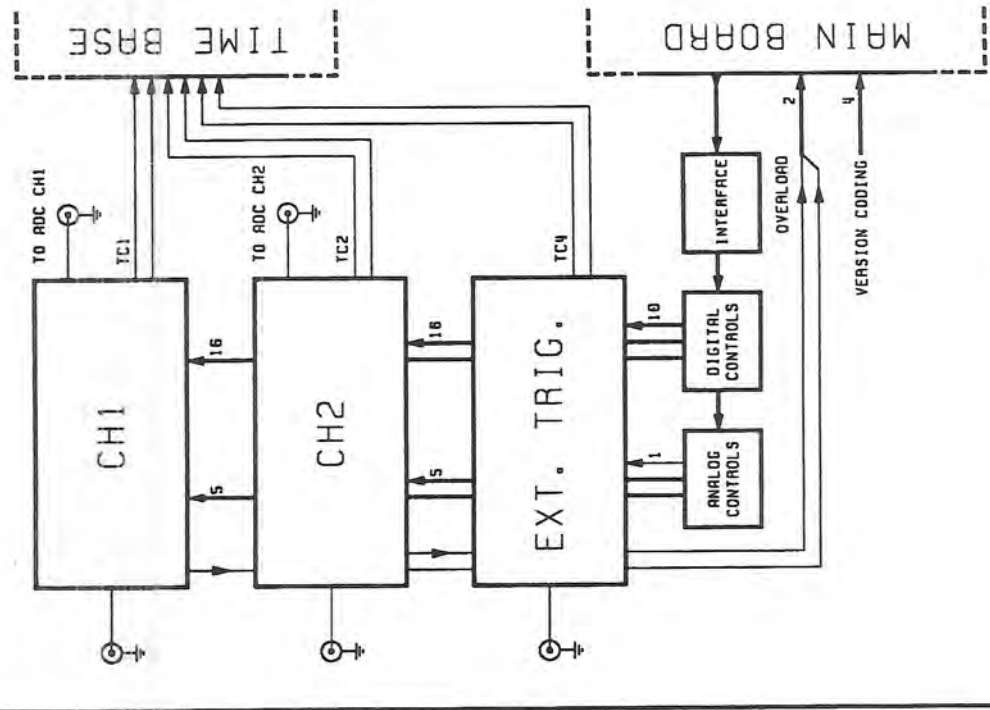 TIME BASE
MAIN BOARD
TO ADC CH1
TC1
CH1
16
5
TO ADC CH2
TC2
CH2
16
5
TC4
EXT. TRIG.
10
1
INTERFACE
DIGITAL
CONTROLS
ANALOG
CONTROLS
OVERLOAD
2
VERSION CODING
4